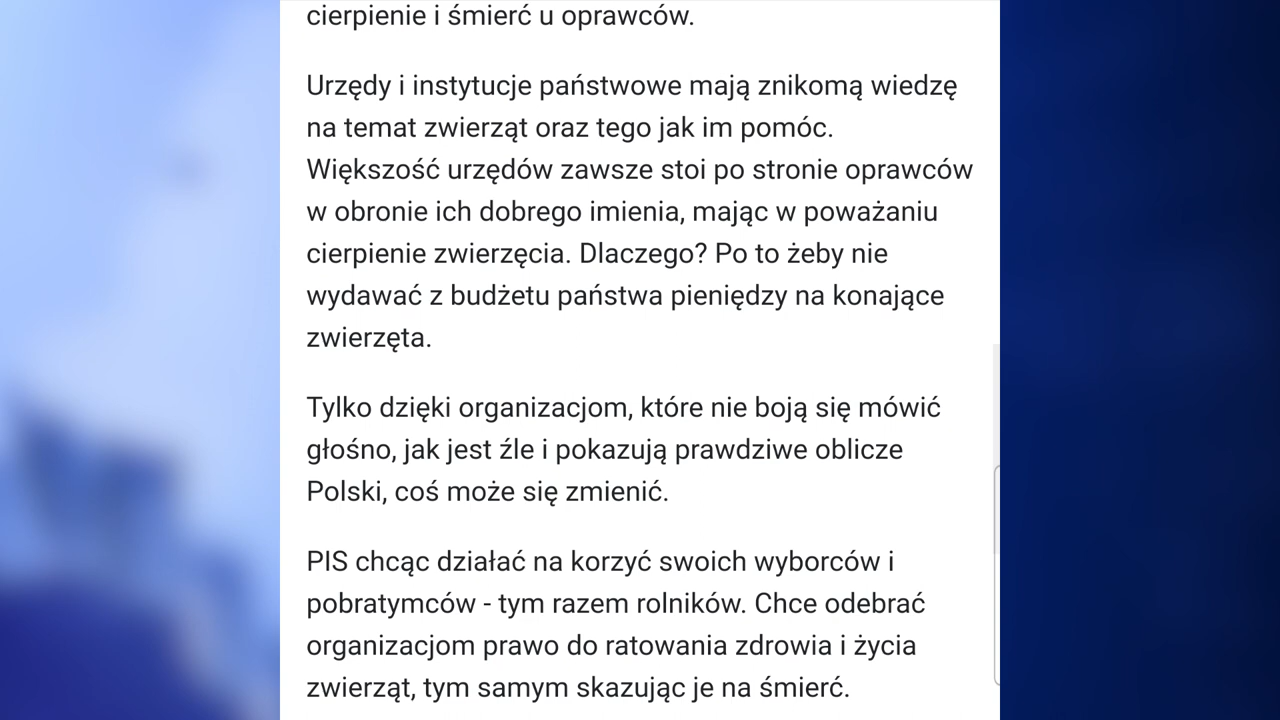 cierpienie i śmierć u oprawców.
Urzędy i instytucje państwowe mają znikomą wiedzę
na temat zwierząt oraz tego jak im pomóc.
Większość urzędów zawsze stoi po stronie oprawców
w obronie ich dobrego imienia, mając w poważaniu
cierpienie zwierzęcia. Dlaczego? Po to żeby nie
wydawać z budżetu państwa pieniędzy na konające
zwierzęta.
Tylko dzięki organizacjom, które nie boją się mówić
głośno, jak jest źle i pokazują prawdziwe oblicze
Polski, coś może się zmienić.
PIS chcąc działać na korzyść swoich wyborców i
pobratymców - tym razem rolników. Chce odebrać
organizacjom prawo do ratowania zdrowia i życia
zwierząt, tym samym skazując je na śmierć.